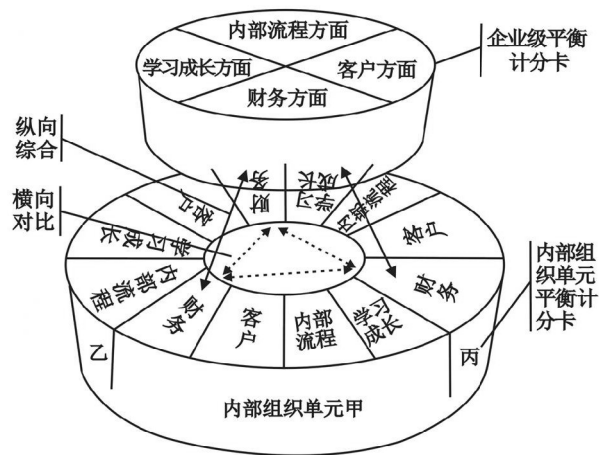 内部流程方面
学习成长方面
客户方面
财务方面
企业级平衡
计分卡
纵向
综合
横向
对比
客户
财务
学习
成长
内部流程
客户
财务
学习成长
内部
流程
财务
客户
内部
流程
学习
成长
内部组
织单元
平衡计
分卡
乙
丙
内部组织单元甲